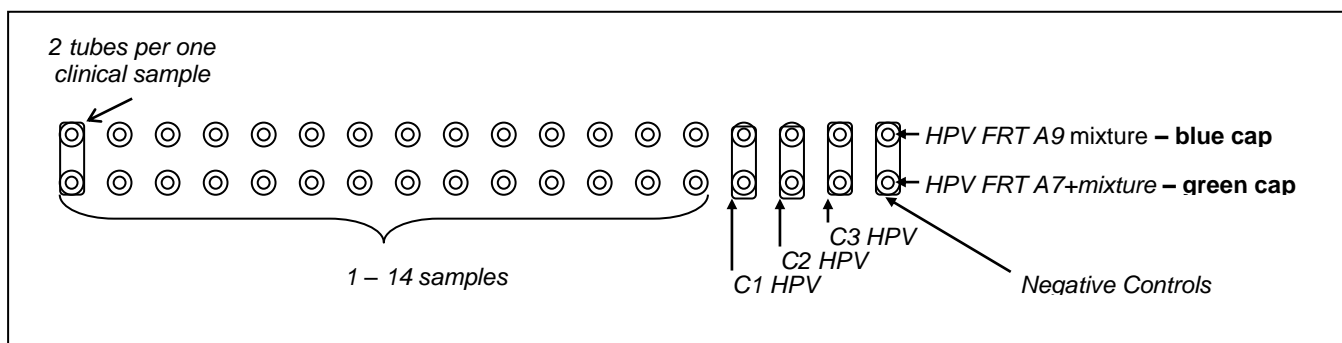 2 tubes per one
clinical sample
HPV FRT A9 mixture – blue cap
HPV FRT A7+mixture – green cap
C3 HPV
C2 HPV
C1 HPV
1 – 14 samples
Negative Controls